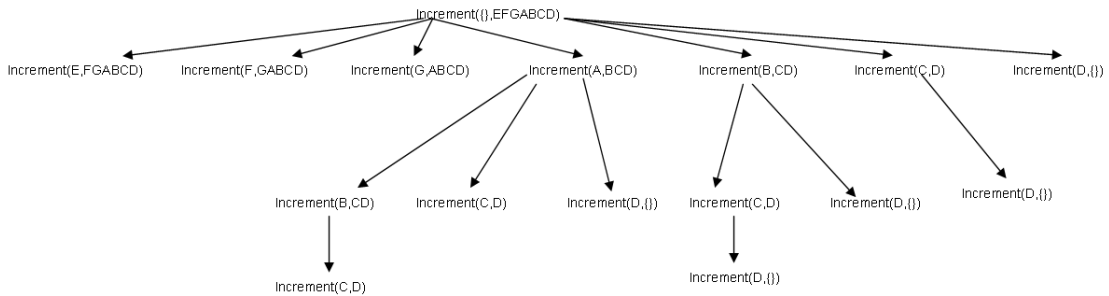 Increment({},EFGABCD)
Increment(E,FGABCD)
Increment(F,GABCD)
Increment(G,ABCD)
Increment(A,BCD)
Increment(B,CD)
Increment(C,D)
Increment(D,{})
Increment(B,CD)
Increment(C,D)
Increment(D,{})
Increment(C,D)
Increment(D,{})
Increment(D,{})
Increment(C,D)
Increment(D,{})